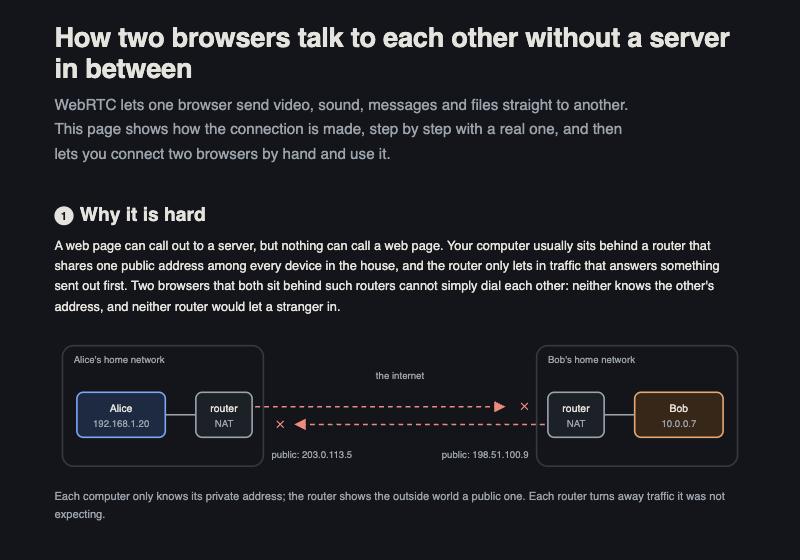 How two browsers talk to each other without a server
in between
WebRTC lets one browser send video, sound, messages and files straight to another.
This page shows how the connection is made, step by step with a real one, and then
lets you connect two browsers by hand and use it.
1 Why it is hard
A web page can call out to a server, but nothing can call a web page. Your computer usually sits behind a router that
shares one public address among every device in the house, and the router only lets in traffic that answers something
sent out first. Two browsers that both sit behind such routers cannot simply dial each other: neither knows the other's
address, and neither router would let a stranger in.
Alice's home network
the internet
Bob's home network
Alice
192.168.1.20
router
NAT
router
NAT
Bob
10.0.0.7
public: 203.0.113.5
public: 198.51.100.9
Each computer only knows its private address; the router shows the outside world a public one. Each router turns away traffic it was not
expecting.